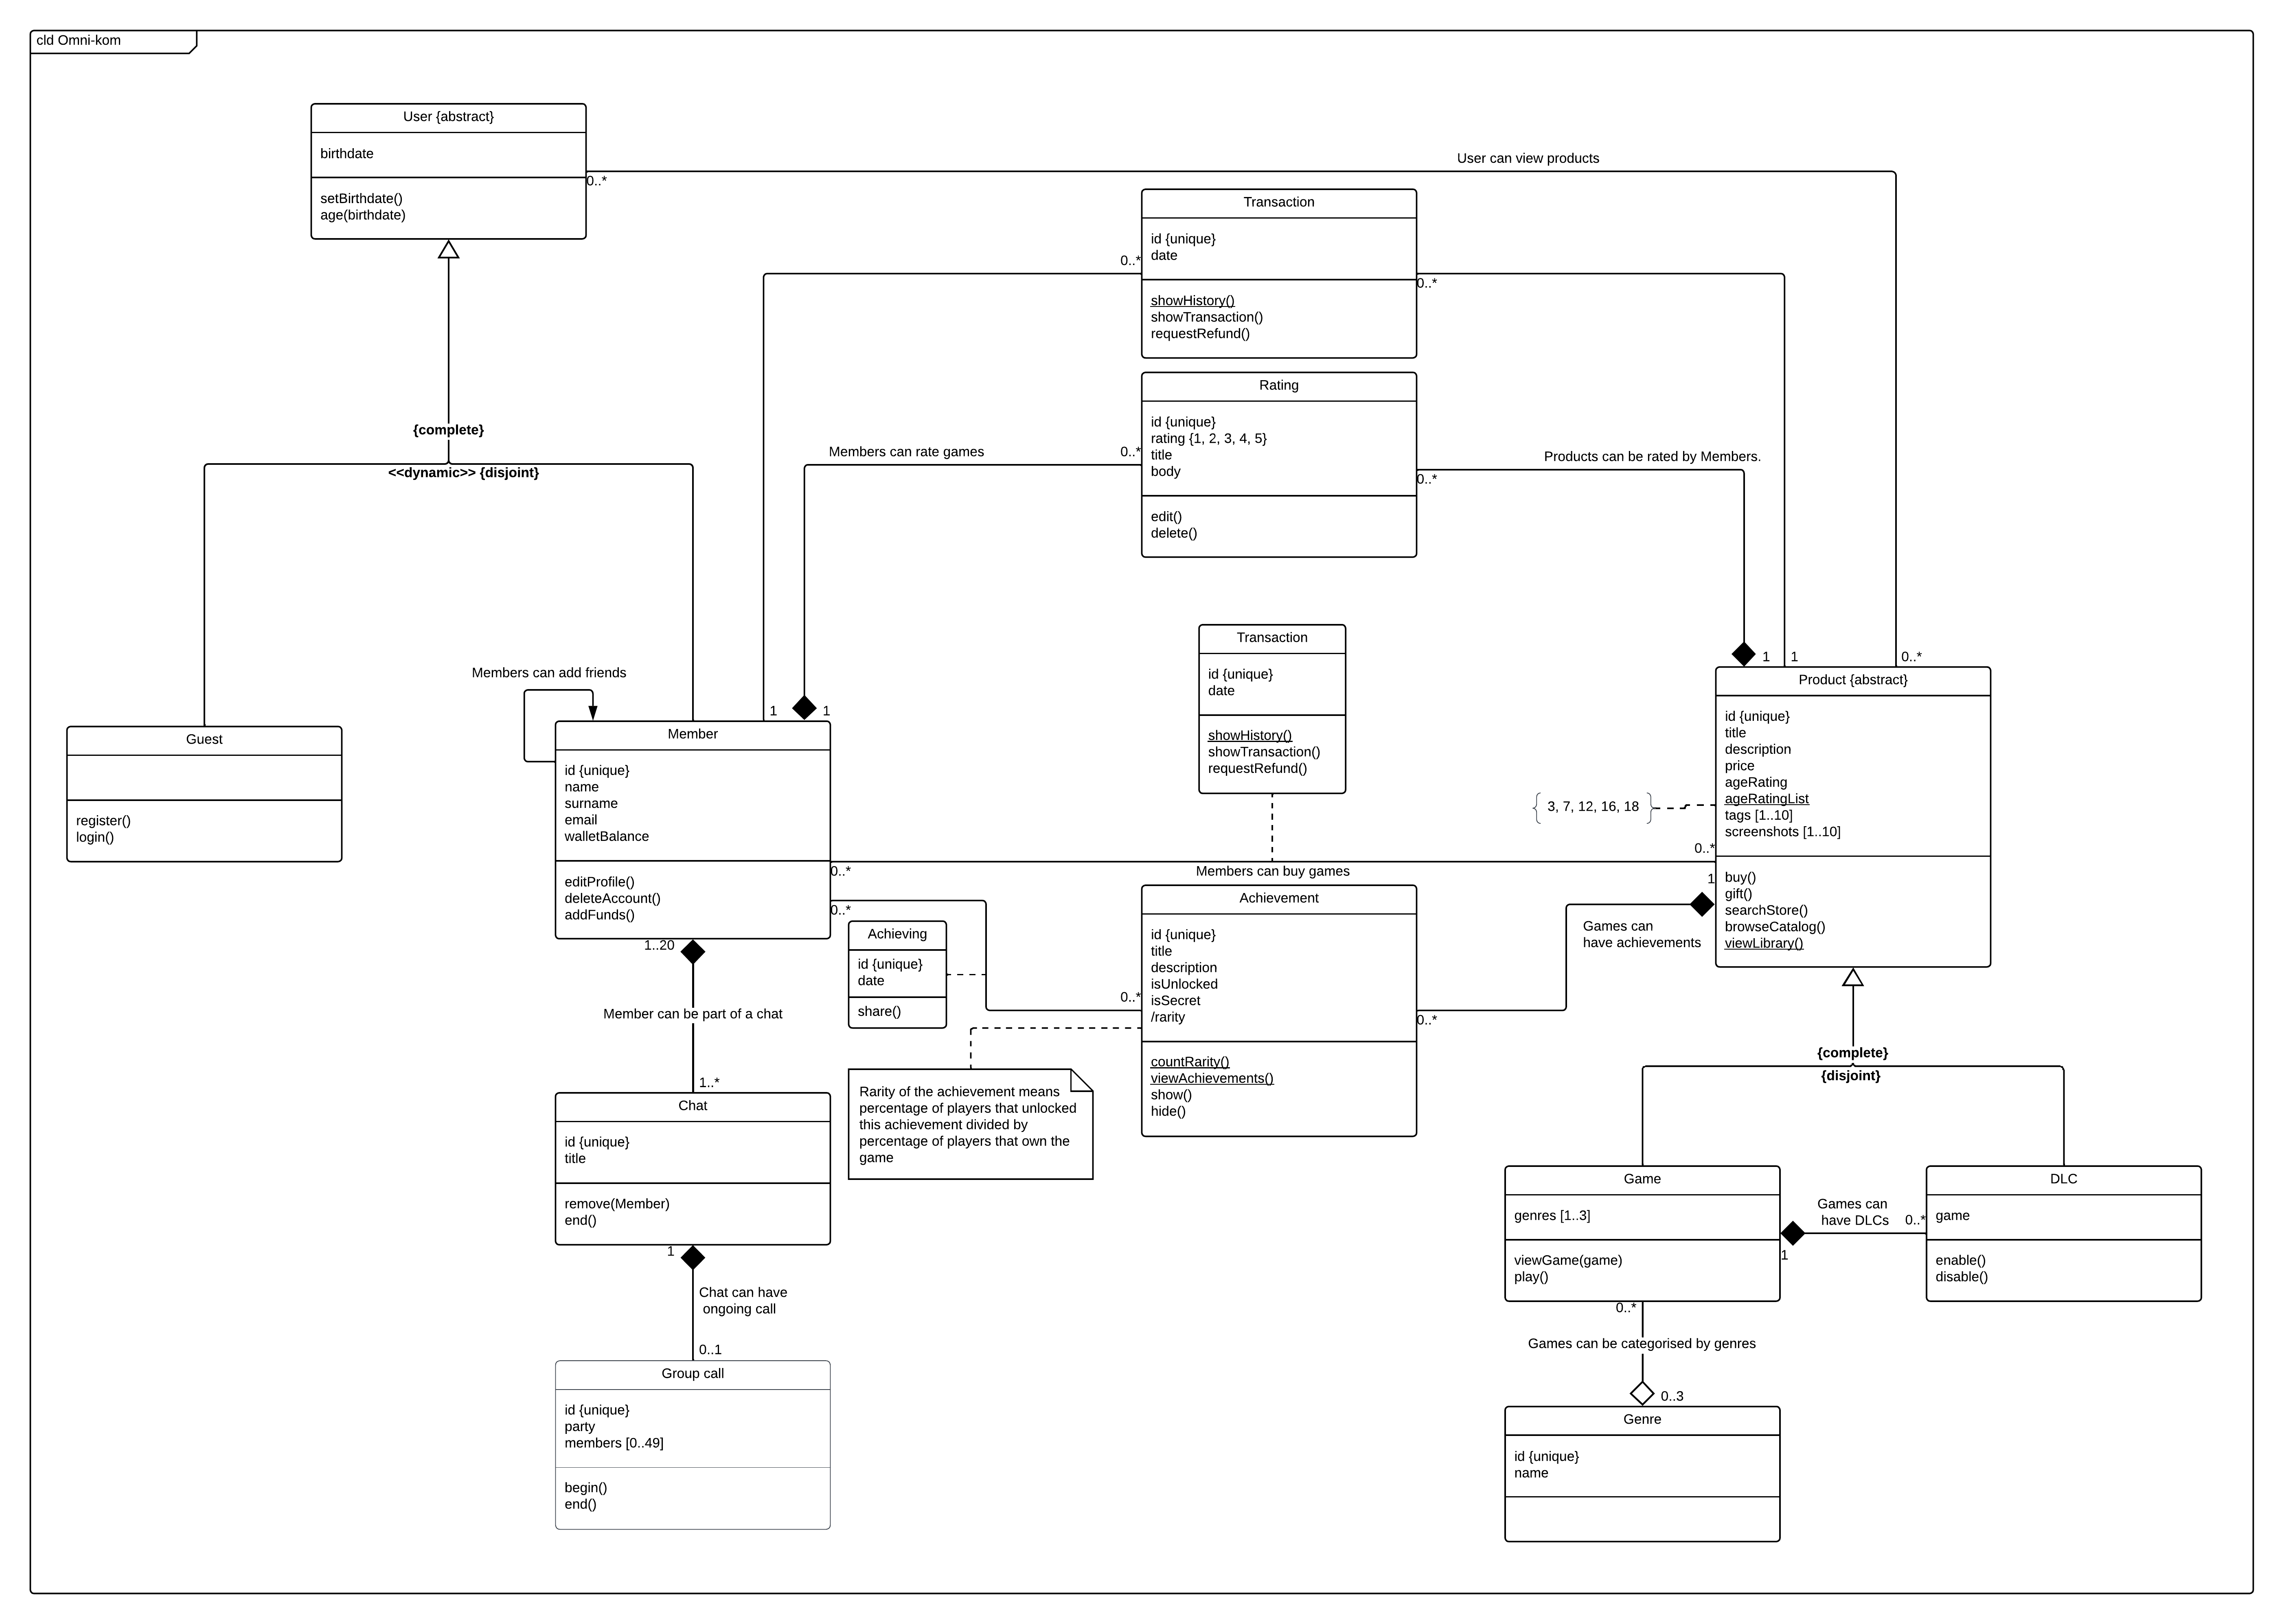 cld Omni-kom
User {abstract}
birthdate
setBirthdate()
age(birthdate)
0..*
User can view products
Transaction
id {unique}
date
showHistory()
showTransaction()
requestRefund()
0..*
0..*
Rating
id {unique}
rating {1, 2, 3, 4, 5}
title
body
edit()
delete()
Members can rate games
0..*
0..*
Products can be rated by Members.
{complete}
<<dynamic>> {disjoint}
Guest
register()
login()
Members can add friends
1
1
Member
id {unique}
name
surname
email
walletBalance
editProfile()
deleteAccount()
addFunds()
Transaction
id {unique}
date
showHistory()
showTransaction()
requestRefund()
1
1
0..*
Product {abstract}
id {unique}
title
description
price
ageRating
ageRatingList
tags [1..10]
screenshots [1..10]
buy()
gift()
searchStore()
browseCatalog()
viewLibrary()
3, 7, 12, 16, 18
0..*
0..*
Members can buy games
1
0..*
Achieving
id {unique}
date
share()
Achievement
id {unique}
title
description
isUnlocked
isSecret
/rarity
countRarity()
viewAchievements()
show()
hide()
0..*
0..*
Games can
have achievements
Rarity of the achievement means
percentage of players that unlocked
this achievement divided by
percentage of players that own the
game
1..20
Member can be part of a chat
1..*
Chat
id {unique}
title
remove(Member)
end()
1
Chat can have
ongoing call
0..1
Group call
id {unique}
party
members [0..49]
begin()
end()
{complete}
{disjoint}
Game
genres [1..3]
viewGame(game)
play()
Games can
have DLCs
0..*
1
DLC
game
enable()
disable()
0..*
Games can be categorised by genres
0..3
Genre
id {unique}
name